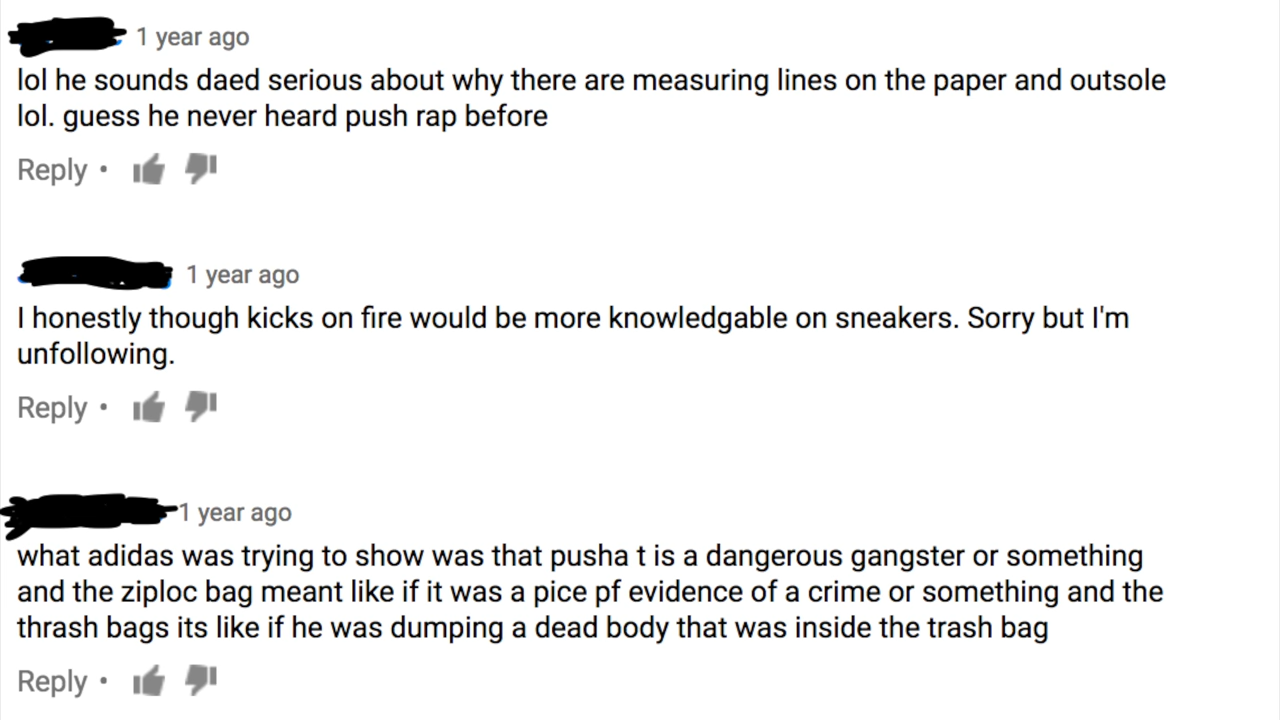 1 year ago
lol he sounds daed serious about why there are measuring lines on the paper and outsole
lol. guess he never heard push rap before
Reply •
1 year ago
I honestly though kicks on fire would be more knowledgable on sneakers. Sorry but I'm
unfollowing.
Reply •
1 year ago
what adidas was trying to show was that pusha t is a dangerous gangster or something
and the ziploc bag meant like if it was a pice pf evidence of a crime or something and the
thrash bags its like if he was dumping a dead body that was inside the trash bag
Reply •